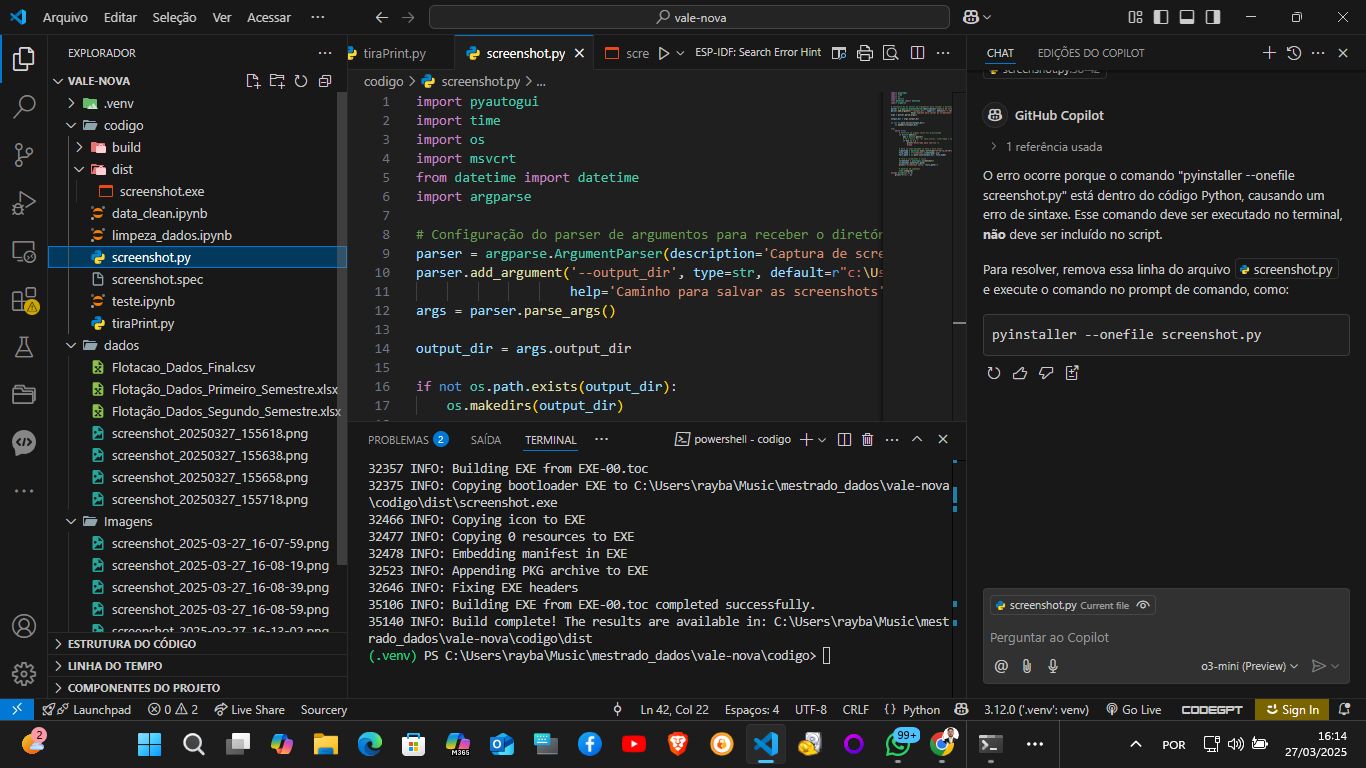 Arquivo Editar Seleção Ver Acessar ··· vale-nova
EXPLORADOR
VALE-NOVA
.venv
codigo
build
dist
screenshot.exe
data_clean.ipynb
limpeza_dados.ipynb
screenshot.py
screenshot.spec
teste.ipynb
tiraPrint.py
dados
Flotacao_Dados_Final.csv
Flotação_Dados_Primeiro_Semestre.xlsx
Flotação_Dados_Segundo_Semestre.xlsx
screenshot_20250327_155618.png
screenshot_20250327_155638.png
screenshot_20250327_155658.png
screenshot_20250327_155718.png
Imagens
screenshot_2025-03-27_16-07-59.png
screenshot_2025-03-27_16-08-19.png
screenshot_2025-03-27_16-08-39.png
screenshot_2025-03-27_16-08-59.png
screenshot_2025-03-27_16-13-02.png
ESTRUTURA DO CÓDIGO
LINHA DO TEMPO
COMPONENTES DO PROJETO
tiraPrint.py screenshot.py scre ESP-IDF: Search Error Hint
codigo > screenshot.py > ...
1 import pyautogui
2 import time
3 import os
4 import msvcrt
5 from datetime import datetime
6 import argparse
7
8 # Configuração do parser de argumentos para receber o diretór
9 parser = argparse.ArgumentParser(description='Captura de scre
10 parser.add_argument('--output_dir', type=str, default=r"c:\Us
11 help='Caminho para salvar as screenshots'
12 args = parser.parse_args()
13
14 output_dir = args.output_dir
15
16 if not os.path.exists(output_dir):
17 os.makedirs(output_dir)
PROBLEMAS 2 SAÍDA TERMINAL ··· powershell - codigo
32357 INFO: Building EXE from EXE-00.toc
32375 INFO: Copying bootloader EXE to C:\Users\rayba\Music\mestrado_dados\vale-nova
\codigo\dist\screenshot.exe
32466 INFO: Copying icon to EXE
32477 INFO: Copying 0 resources to EXE
32478 INFO: Embedding manifest in EXE
32523 INFO: Appending PKG archive to EXE
32646 INFO: Fixing EXE headers
35106 INFO: Building EXE from EXE-00.toc completed successfully.
35140 INFO: Build complete! The results are available in: C:\Users\rayba\Music\mest
rado_dados\vale-nova\codigo\dist
(.venv) PS C:\Users\rayba\Music\mestrado_dados\vale-nova\codigo>
CHAT EDIÇÕES DO COPILOT
screenshot.py:38-42
GitHub Copilot
1 referência usada
O erro ocorre porque o comando "pyinstaller --onefile
screenshot.py" está dentro do código Python, causando um
erro de sintaxe. Esse comando deve ser executado no terminal,
não deve ser incluído no script.
Para resolver, remova essa linha do arquivo screenshot.py
e execute o comando no prompt de comando, como:
pyinstaller --onefile screenshot.py
screenshot.py Current file
Perguntar ao Copilot
@ o3-mini (Preview)
Launchpad 0 2 Live Share Sourcery Ln 42, Col 22 Espaços: 4 UTF-8 CRLF { } Python 3.12.0 ('.venv': venv) Go Live CODEGPT Sign In
2 M365 99+ POR 16:14
27/03/2025